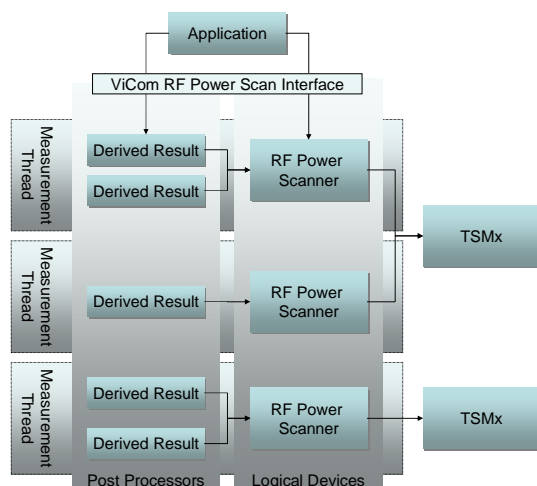 Application
ViCom RF Power Scan Interface
Measurement
Thread
Derived Result
Derived Result
RF Power
Scanner
TSMx
Measurement
Thread
Derived Result
RF Power
Scanner
Measurement
Thread
Derived Result
Derived Result
RF Power
Scanner
TSMx
Post Processors
Logical Devices